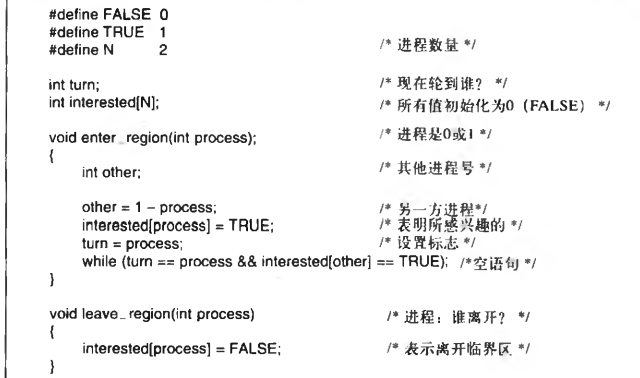 #define FALSE 0
#define TRUE 1
#define N 2 /* 进程数量 */
int turn; /* 现在轮到谁? */
int interested[N]; /* 所有值初始化为0 (FALSE) */
void enter_region(int process); /* 进程是0或1 */
{
int other; /* 其他进程号 */
other = 1 – process; /* 另一方进程*/
interested[process] = TRUE; /* 表明所感兴趣的 */
turn = process; /* 设置标志 */
while (turn == process && interested[other] == TRUE); /*空语句 */
}
void leave_region(int process) /* 进程：谁离开? */
{
interested[process] = FALSE; /* 表示离开临界区 */
}